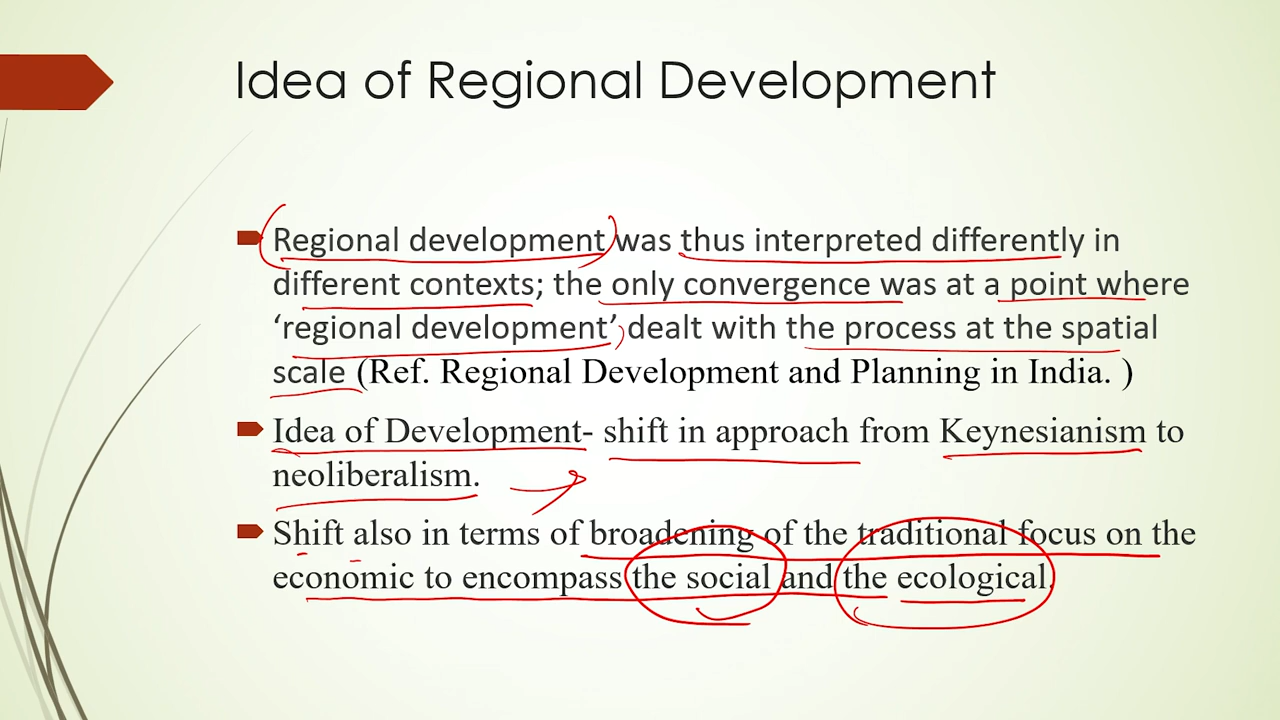 Idea of Regional Development
Regional development was thus interpreted differently in
different contexts; the only convergence was at a point where
‘regional development’ dealt with the process at the spatial
scale (Ref. Regional Development and Planning in India. )
Idea of Development- shift in approach from Keynesianism to
neoliberalism.
Shift also in terms of broadening of the traditional focus on the
economic to encompass the social and the ecological.